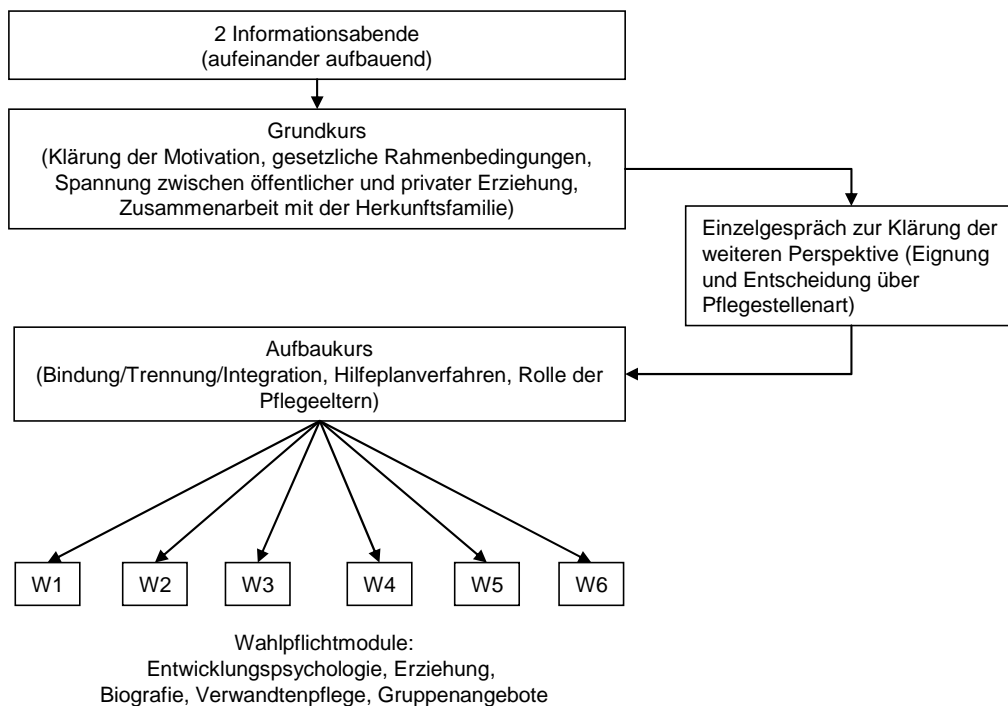 2 Informationsabende
(aufeinander aufbauend)
Grundkurs
(Klärung der Motivation, gesetzliche Rahmenbedingungen,
Spannung zwischen öffentlicher und privater Erziehung,
Zusammenarbeit mit der Herkunftsfamilie)
Einzelgespräch zur Klärung der
weiteren Perspektive (Eignung
und Entscheidung über
Pflegestellenart)
Aufbaukurs
(Bindung/Trennung/Integration, Hilfeplanverfahren, Rolle der
Pflegeeltern)
W1
W2
W3
W4
W5
W6
Wahlpflichtmodule:
Entwicklungspsychologie, Erziehung,
Biografie, Verwandtenpflege, Gruppenangebote